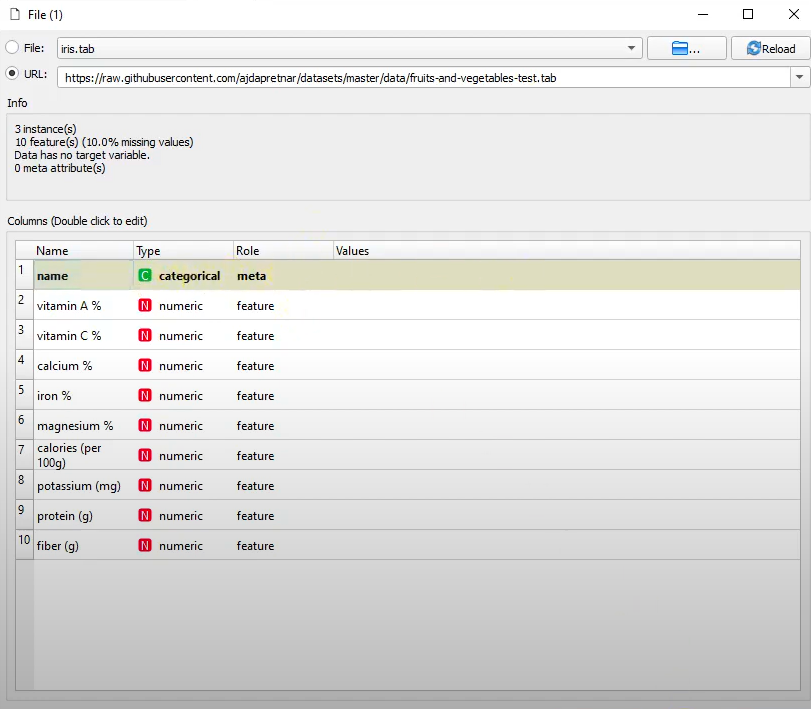 File (1)
File: iris.tab ... Reload
URL: https://raw.githubusercontent.com/ajdapretnar/datasets/master/data/fruits-and-vegetables-test.tab
Info
3 instance(s)
10 feature(s) (10.0% missing values)
Data has no target variable.
0 meta attribute(s)
Columns (Double click to edit)
Name Type Role Values
1 name C categorical meta
2 vitamin A % N numeric feature
3 vitamin C % N numeric feature
4 calcium % N numeric feature
5 iron % N numeric feature
6 magnesium % N numeric feature
7 calories (per 100g) N numeric feature
8 potassium (mg) N numeric feature
9 protein (g) N numeric feature
10 fiber (g) N numeric feature